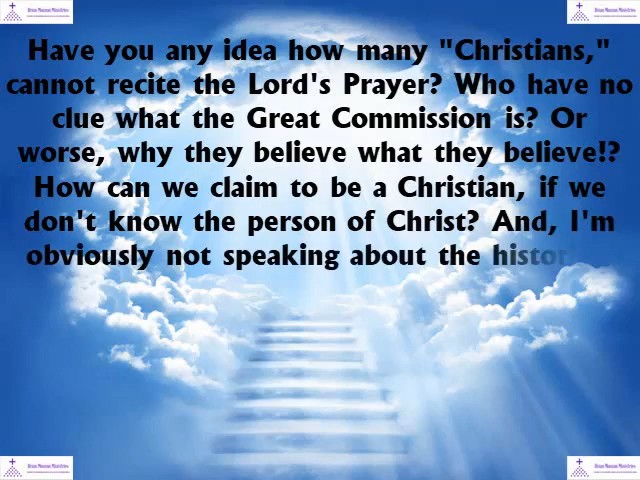 Have you any idea how many "Christians,"
cannot recite the Lord's Prayer? Who have no
clue what the Great Commission is? Or
worse, why they believe what they believe!?
How can we claim to be a Christian, if we
don't know the person of Christ? And, I'm
obviously not speaking about the histor